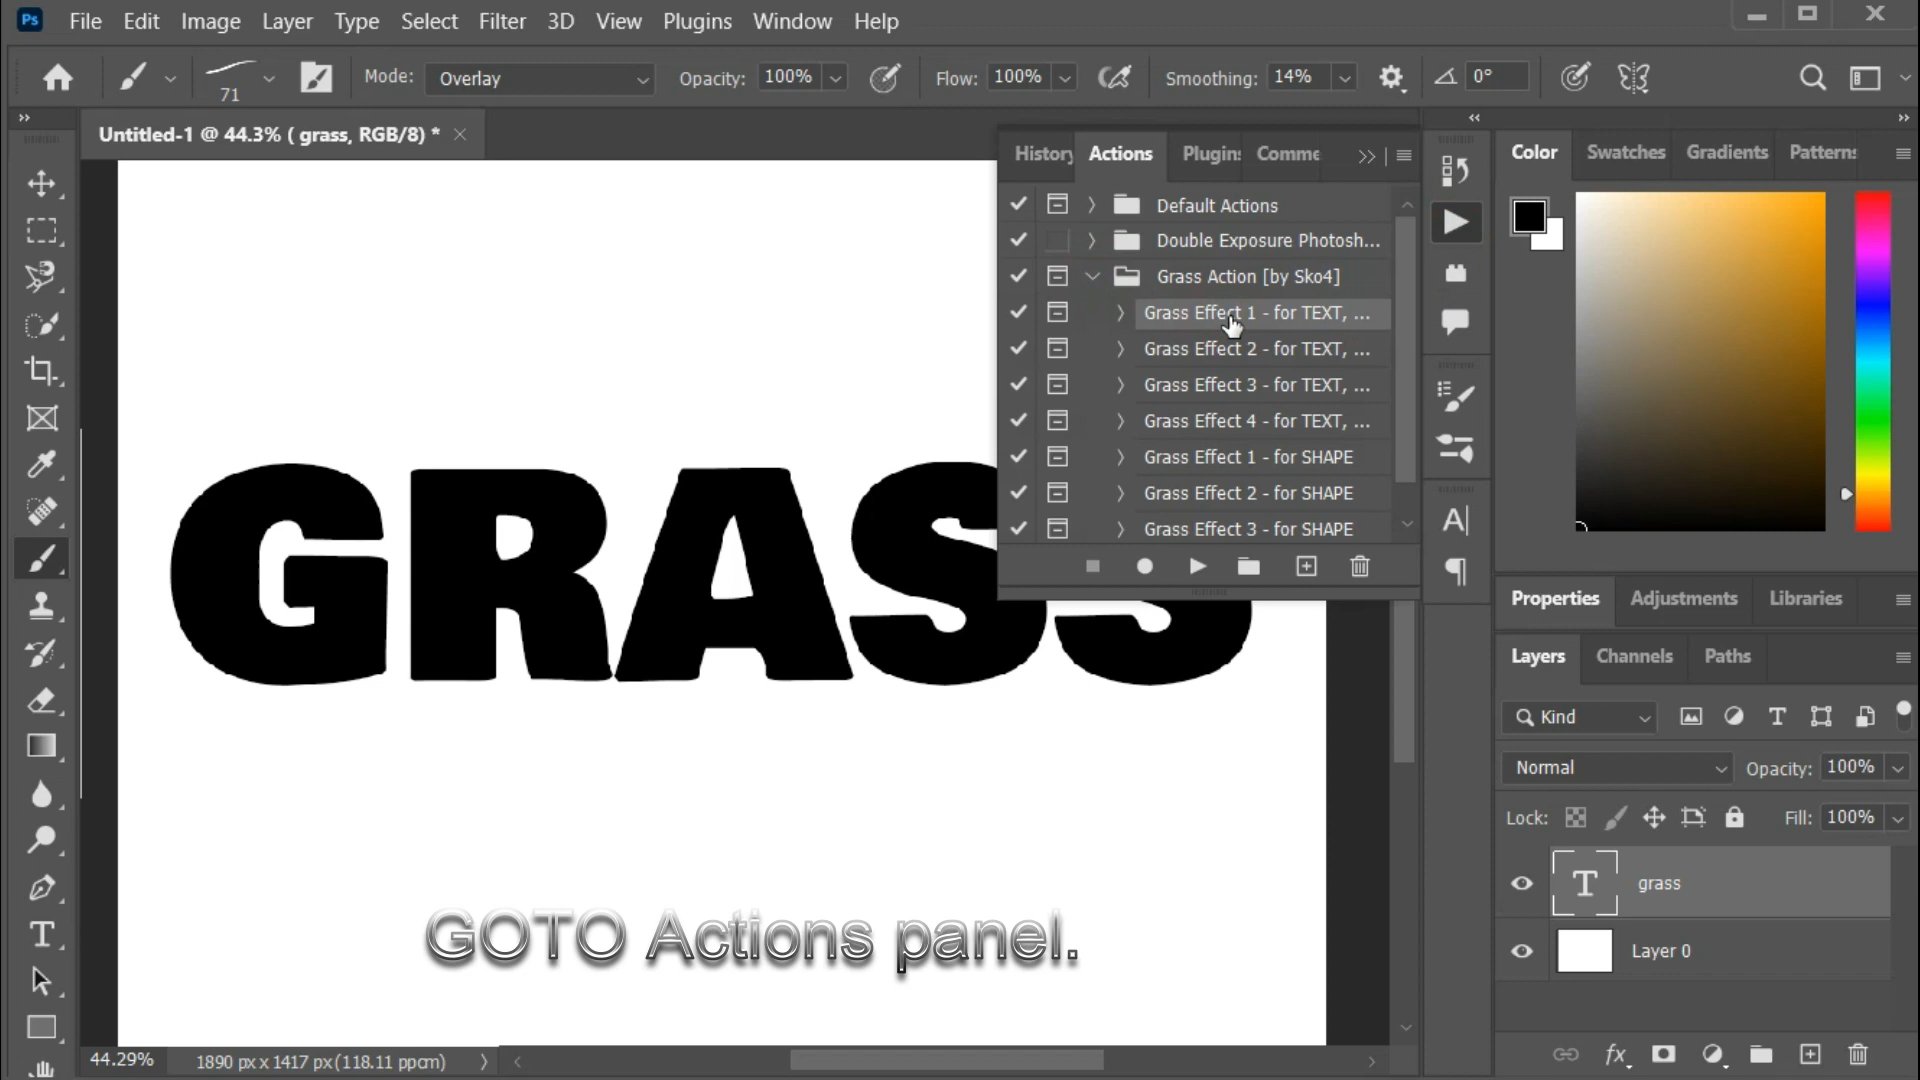 Ps File Edit Image Layer Type Select Filter 3D View Plugins Window Help
71 Mode: Overlay Opacity: 100% Flow: 100% Smoothing: 14% 0°
Untitled-1 @ 44.3% ( grass, RGB/8) *
History Actions Plugins Comme
Default Actions
Double Exposure Photosh...
Grass Action [by Sko4]
Grass Effect 1 - for TEXT, ...
Grass Effect 2 - for TEXT, ...
Grass Effect 3 - for TEXT, ...
Grass Effect 4 - for TEXT, ...
Grass Effect 1 - for SHAPE
Grass Effect 2 - for SHAPE
Grass Effect 3 - for SHAPE
Color Swatches Gradients Patterns
GRASS
Properties Adjustments Libraries
Layers Channels Paths
Kind
Normal Opacity: 100%
Lock: Fill: 100%
grass
Layer 0
GOTO Actions panel.
44.29% 1890 px x 1417 px (118.11 ppcm)